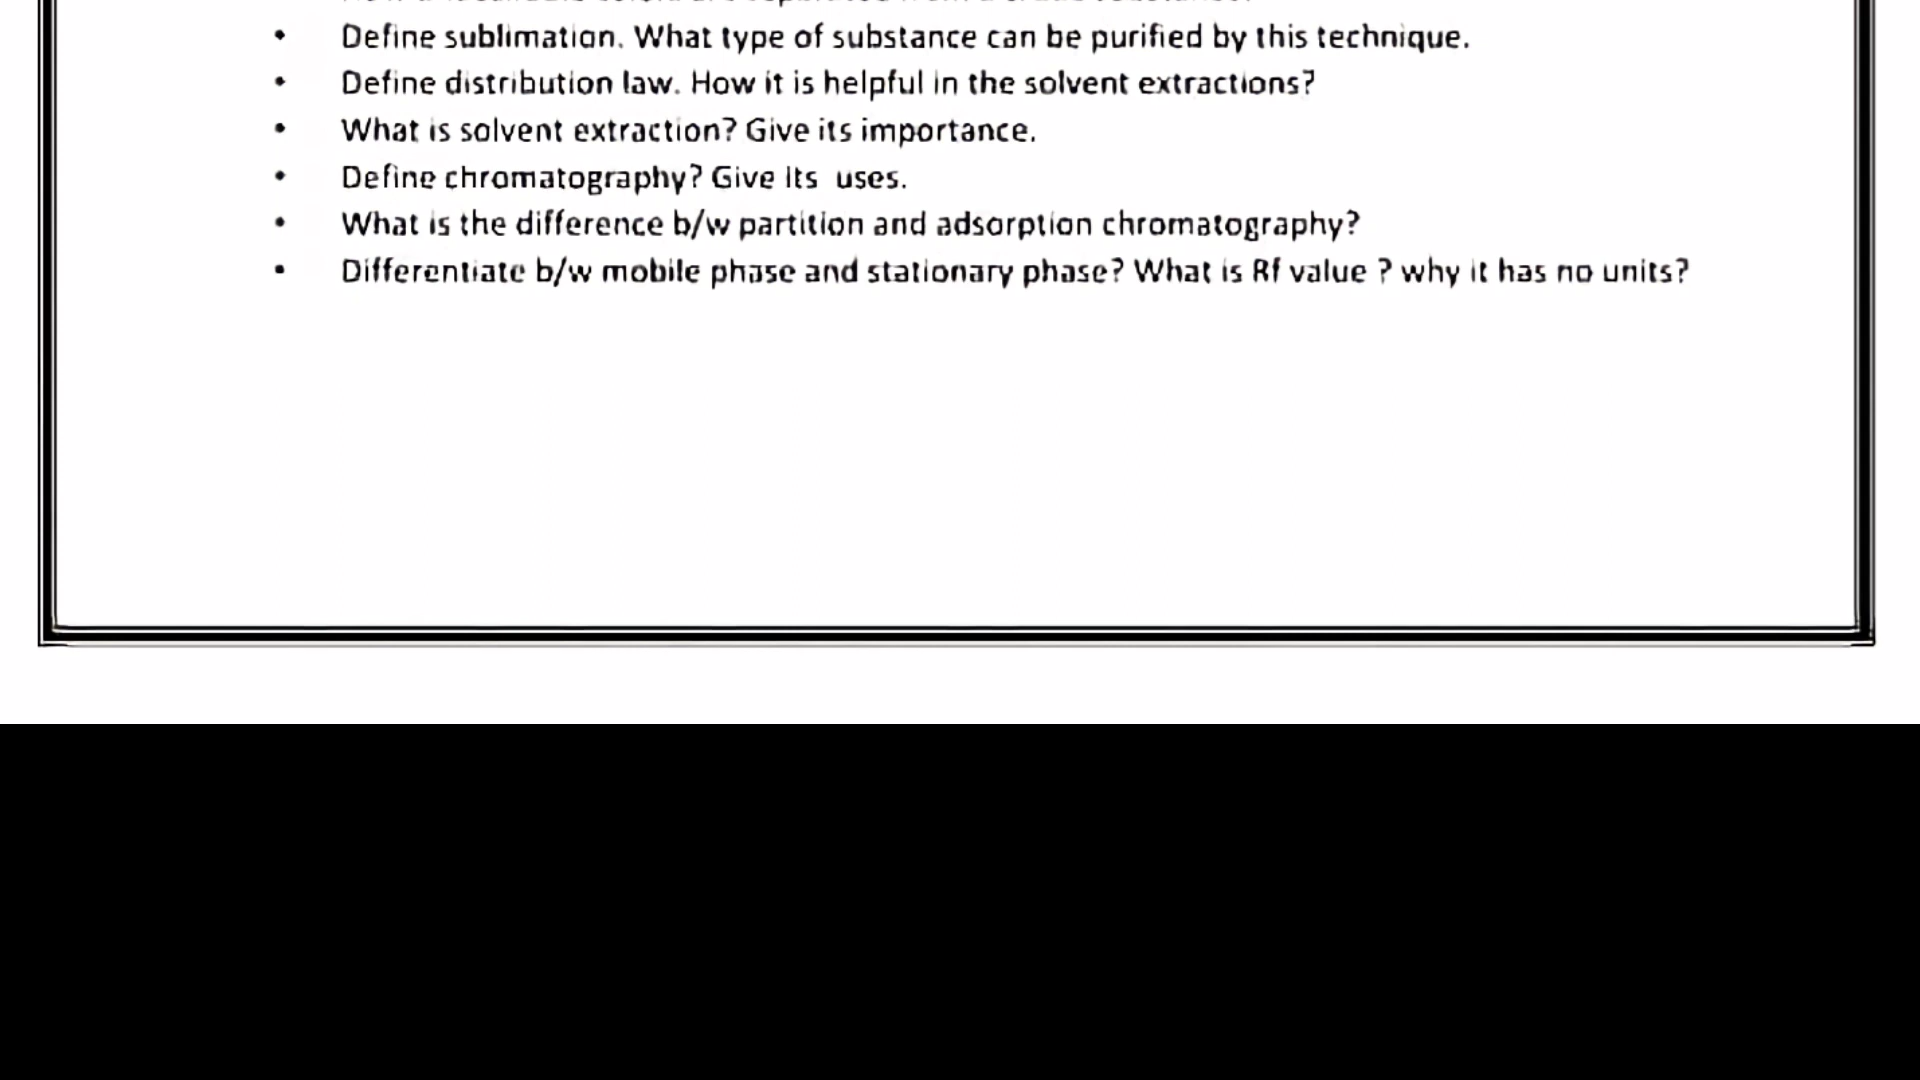 • Define sublimation. What type of substance can be purified by this technique.
• Define distribution law. How it is helpful in the solvent extractions?
• What is solvent extraction? Give its importance.
• Define chromatography? Give its uses.
• What is the difference b/w partition and adsorption chromatography?
• Differentiate b/w mobile phase and stationary phase? What is Rf value ? why it has no units?